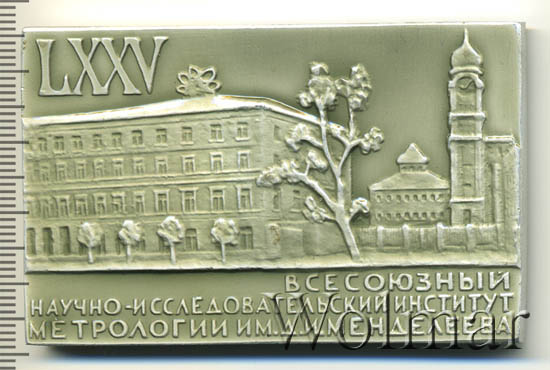 LXXV
ВСЕСОЮЗНЫЙ
НАУЧНО-ИССЛЕДОВАТЕЛЬСКИЙ ИНСТИТУТ
МЕТРОЛОГИИ ИМ.Д.И.МЕНДЕЛЕЕВА
Wolmar